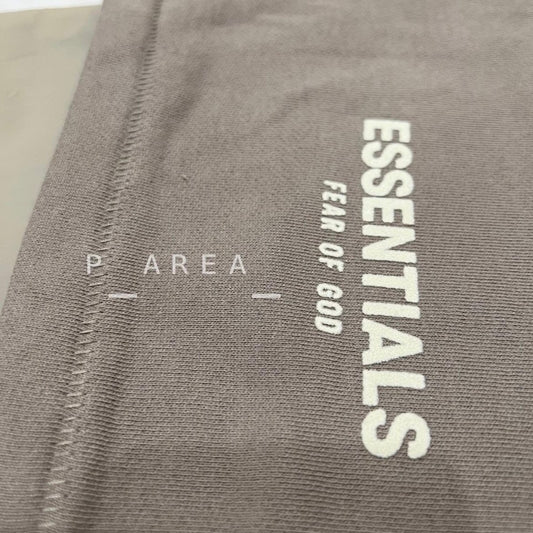 ESSENTIALS
FEAR OF GOD
P_AREA_